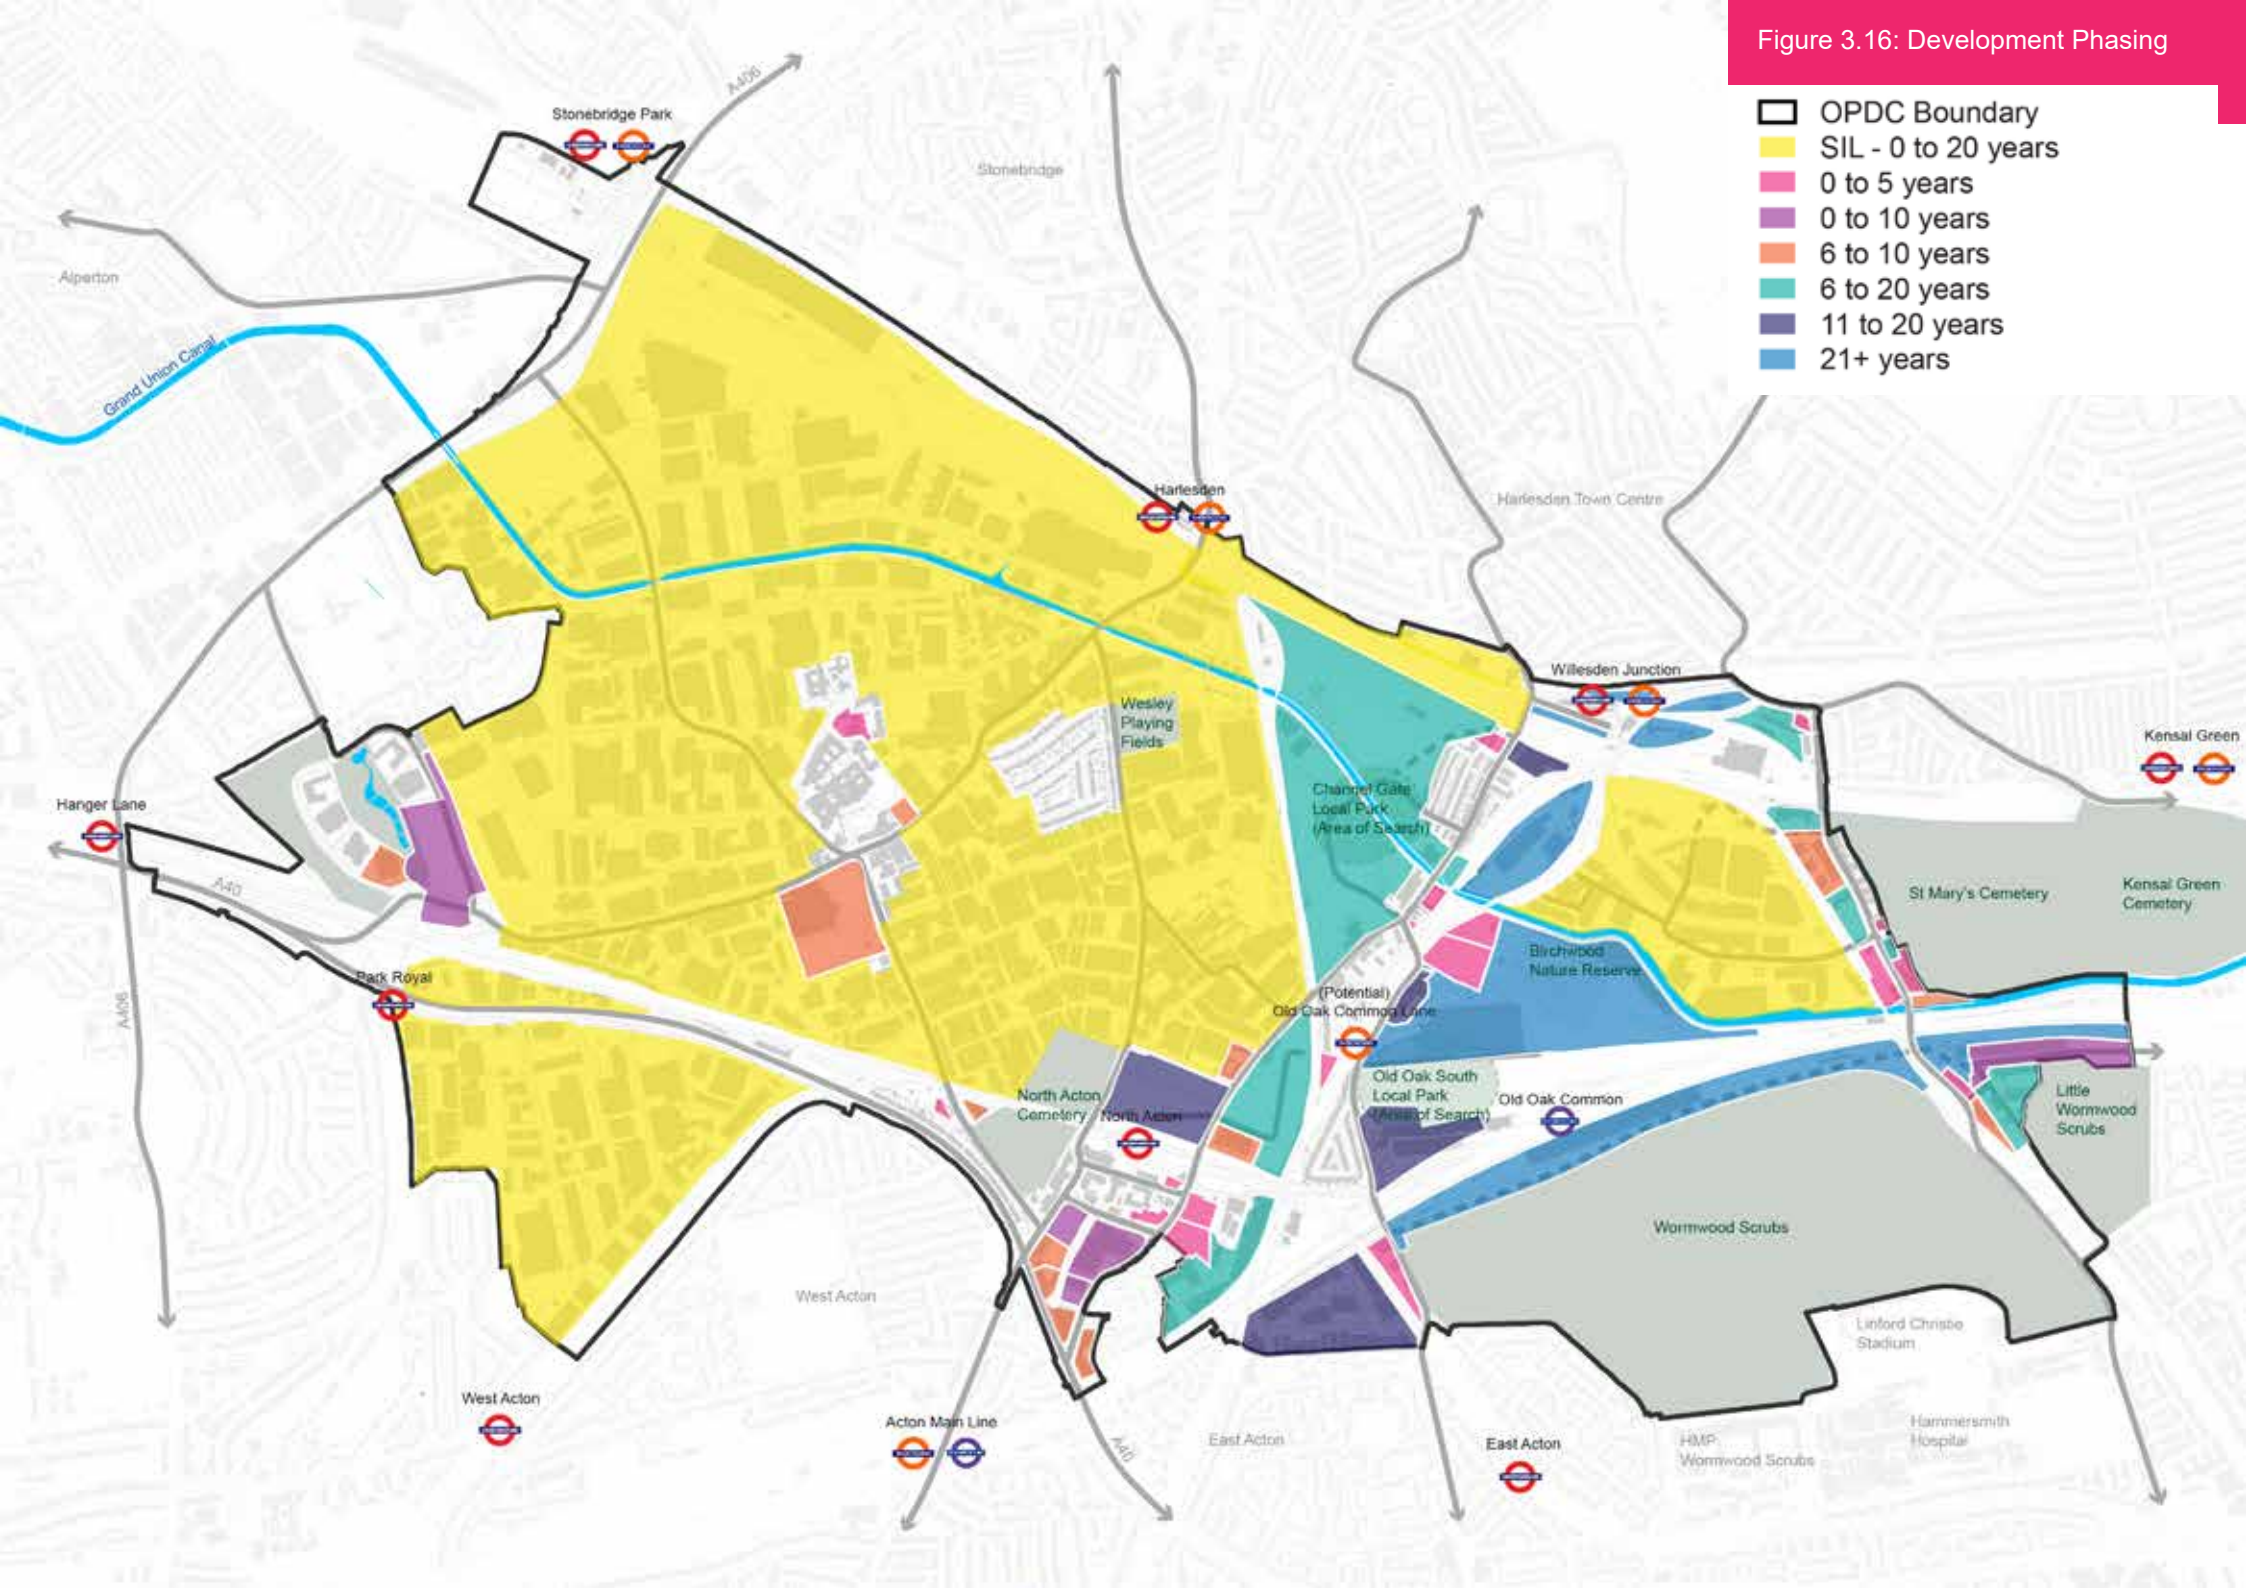 Figure 3.16: Development Phasing
OPDC Boundary
SIL - 0 to 20 years
0 to 5 years
0 to 10 years
6 to 10 years
6 to 20 years
11 to 20 years
21+ years
A406
Stonebridge Park
Stonebridge
Alperton
Grand Union Canal
Harlesden
Harlesden Town Centre
Willesden Junction
Wesley
Playing
Fields
Kensal Green
Channel Gate
Local Park
(Area of Search)
Hanger Lane
A40
St Mary's Cemetery
Kensal Green
Cemetery
Birchwood
Nature Reserve
Park Royal
A406
(Potential)
Old Oak Common Lane
Old Oak South
Local Park
(Area of Search)
Old Oak Common
North Acton
Cemetery
North Acton
Little
Wormwood
Scrubs
Wormwood Scrubs
West Acton
Linford Christie
Stadium
West Acton
Acton Main Line
A40
East Acton
East Acton
HMP
Wormwood Scrubs
Hammersmith
Hospital